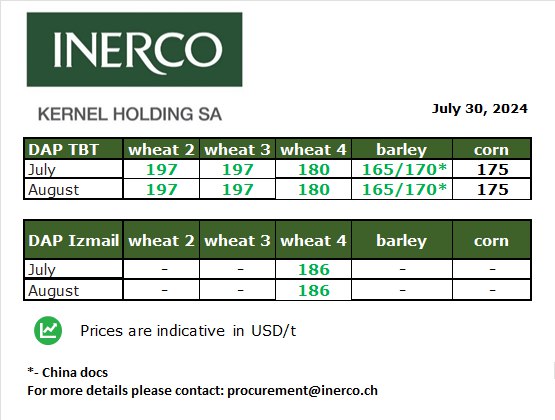 INERCO
KERNEL HOLDING SA
July 30, 2024
DAP TBT wheat 2 wheat 3 wheat 4 barley corn
July 197 197 180 165/170* 175
August 197 197 180 165/170* 175
DAP Izmail wheat 2 wheat 3 wheat 4 barley corn
July - - 186 - -
August - - 186 - -
Prices are indicative in USD/t
*- China docs
For more details please contact: procurement@inerco.ch